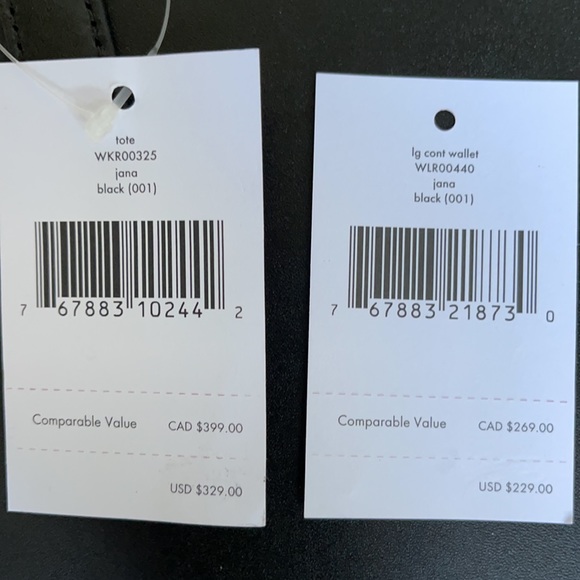 tote
WKR00325
jana
black (001)
7 67883 10244 2
Comparable Value CAD $399.00
USD $329.00
lg cont wallet
WLR00440
jana
black (001)
7 67883 21873 0
Comparable Value CAD $269.00
USD $229.00